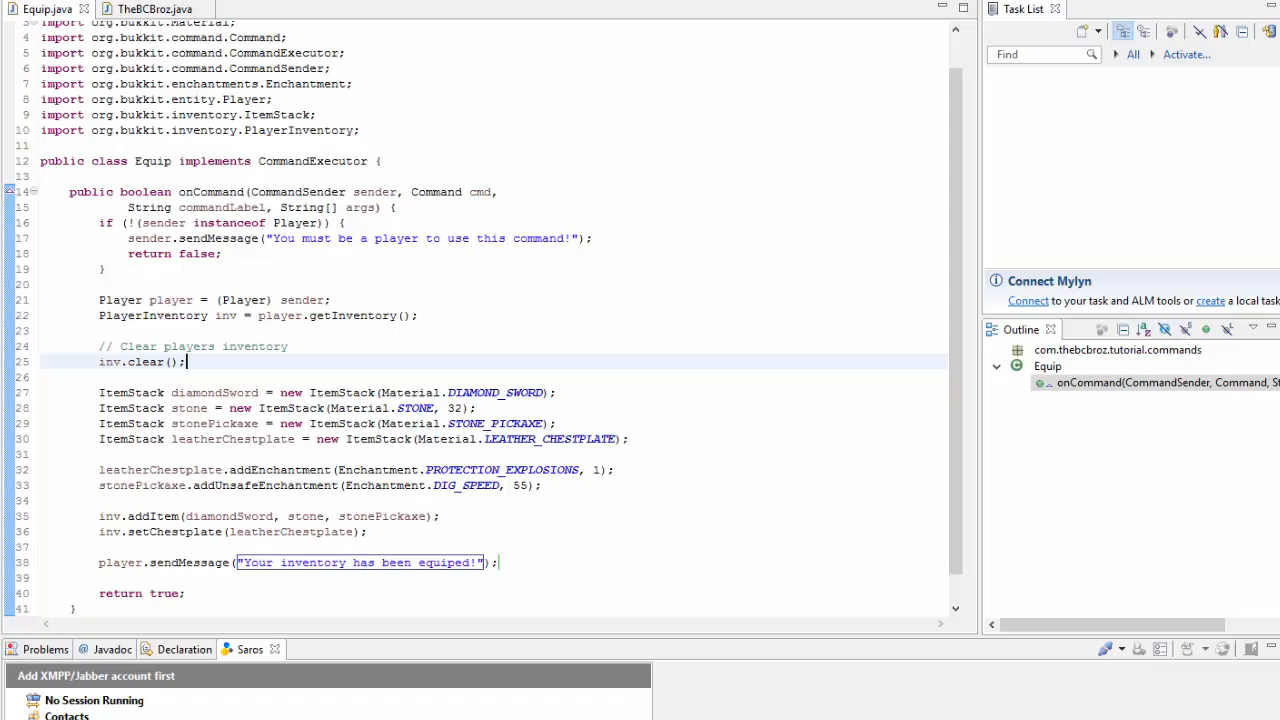 Equip.java
TheBCBroz.java
3 import org.bukkit.Material;
4 import org.bukkit.command.Command;
5 import org.bukkit.command.CommandExecutor;
6 import org.bukkit.command.CommandSender;
7 import org.bukkit.enchantments.Enchantment;
8 import org.bukkit.entity.Player;
9 import org.bukkit.inventory.ItemStack;
10 import org.bukkit.inventory.PlayerInventory;
11
12 public class Equip implements CommandExecutor {
13
14 public boolean onCommand(CommandSender sender, Command cmd,
15 String commandLabel, String[] args) {
16 if (!(sender instanceof Player)) {
17 sender.sendMessage("You must be a player to use this command!");
18 return false;
19 }
20
21 Player player = (Player) sender;
22 PlayerInventory inv = player.getInventory();
23
24 // Clear players inventory
25 inv.clear();
26
27 ItemStack diamondSword = new ItemStack(Material.DIAMOND_SWORD);
28 ItemStack stone = new ItemStack(Material.STONE, 32);
29 ItemStack stonePickaxe = new ItemStack(Material.STONE_PICKAXE);
30 ItemStack leatherChestplate = new ItemStack(Material.LEATHER_CHESTPLATE);
31
32 leatherChestplate.addEnchantment(Enchantment.PROTECTION_EXPLOSIONS, 1);
33 stonePickaxe.addUnsafeEnchantment(Enchantment.DIG_SPEED, 55);
34
35 inv.addItem(diamondSword, stone, stonePickaxe);
36 inv.setChestplate(leatherChestplate);
37
38 player.sendMessage("Your inventory has been equiped!");
39
40 return true;
41 }
Task List
Find
All
Activate...
Connect Mylyn
Connect to your task and ALM tools or create a local task
Outline
com.thebcbroz.tutorial.commands
Equip
onCommand(CommandSender, Command, St
Problems
@ Javadoc
Declaration
Saros
Add XMPP/Jabber account first
No Session Running
Contacts